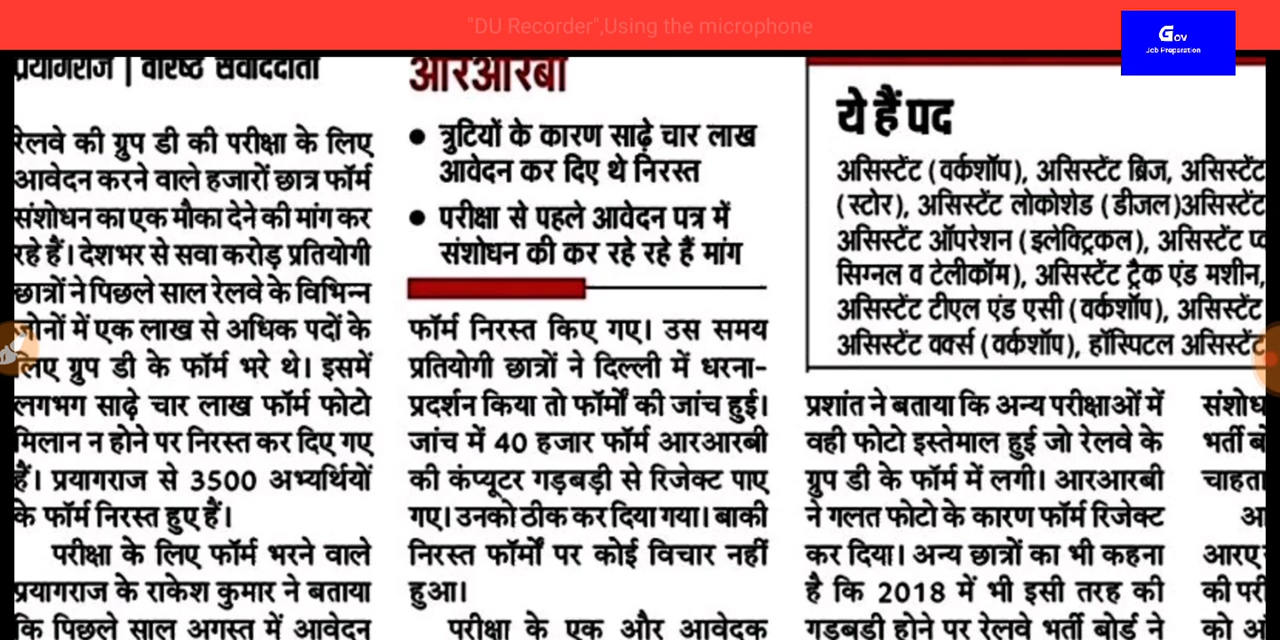 "DU Recorder",Using the microphone
Gov
Job Preparation
प्रयागराज | वरिष्ठ संवाददाता
रेलवे की ग्रुप डी की परीक्षा के लिए
आवेदन करने वाले हजारों छात्र फॉर्म
संशोधन का एक मौका देने की मांग कर
रहे हैं। देशभर से सवा करोड़ प्रतियोगी
छात्रों ने पिछले साल रेलवे के विभिन्न
जोनों में एक लाख से अधिक पदों के
लिए ग्रुप डी के फॉर्म भरे थे। इसमें
लगभग साढ़े चार लाख फॉर्म फोटो
मिलान न होने पर निरस्त कर दिए गए
हैं। प्रयागराज से 3500 अभ्यर्थियों
के फॉर्म निरस्त हुए हैं।
परीक्षा के लिए फॉर्म भरने वाले
प्रयागराज के राकेश कुमार ने बताया
कि पिछले साल अगस्त में आवेदन
आरआरबी
• त्रुटियों के कारण साढ़े चार लाख
आवेदन कर दिए थे निरस्त
• परीक्षा से पहले आवेदन पत्र में
संशोधन की कर रहे रहे हैं मांग
फॉर्म निरस्त किए गए। उस समय
प्रतियोगी छात्रों ने दिल्ली में धरना-
प्रदर्शन किया तो फॉर्मों की जांच हुई।
जांच में 40 हजार फॉर्म आरआरबी
की कंप्यूटर गड़बड़ी से रिजेक्ट पाए
गए। उनको ठीक कर दिया गया। बाकी
निरस्त फॉर्मों पर कोई विचार नहीं
हुआ।
परीक्षा के एक और आवेदक
ये हैं पद
असिस्टेंट (वर्कशॉप), असिस्टेंट ब्रिज, असिस्टेंट
(स्टोर), असिस्टेंट लोकोशेड (डीजल)असिस्टेंट
असिस्टेंट ऑपरेशन (इलेक्ट्रिकल), असिस्टेंट
सिग्नल व टेलीकॉम), असिस्टेंट ट्रैक एंड मशीन,
असिस्टेंट टीएल एंड एसी (वर्कशॉप), असिस्टेंट
असिस्टेंट वर्क्स (वर्कशॉप), हॉस्पिटल असिस्टेंट
प्रशांत ने बताया कि अन्य परीक्षाओं में
वही फोटो इस्तेमाल हुई जो रेलवे के
ग्रुप डी के फॉर्म में लगी। आरआरबी
ने गलत फोटो के कारण फॉर्म रिजेक्ट
कर दिया। अन्य छात्रों का भी कहना
है कि 2018 में भी इसी तरह की
गड़बड़ी होने पर रेलवे भर्ती बोर्ड ने
संशोध
भर्ती बो
चाहता
आ
आरए
की परी
को अ